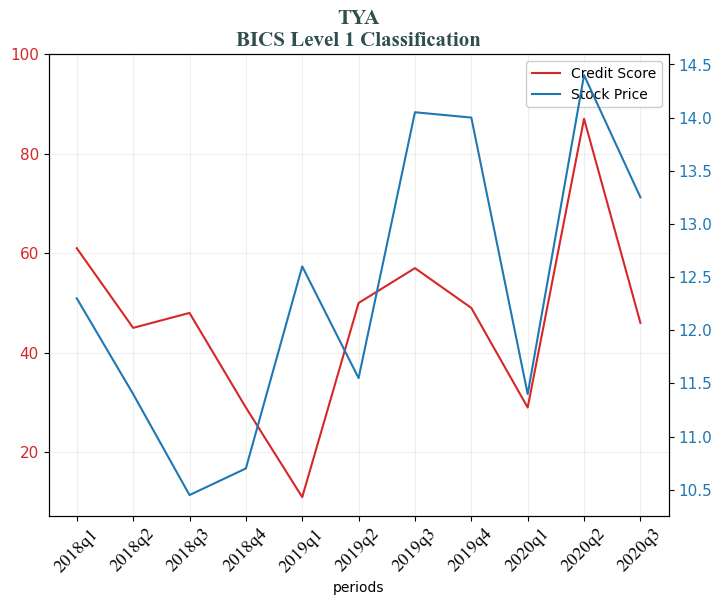 TYA
BICS Level 1 Classification
100
80
60
40
20
Credit Score
Stock Price
14.5
14.0
13.5
13.0
12.5
12.0
11.5
11.0
10.5
2018q1
2018q2
2018q3
2018q4
2019q1
2019q2
2019q3
2019q4
2020q1
2020q2
2020q3
periods